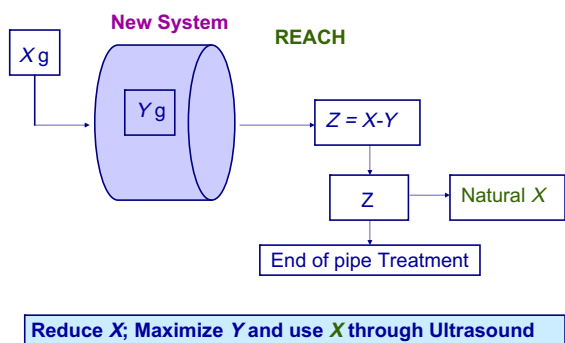 New System
REACH
X g
Y g
Z = X-Y
Z
Natural X
End of pipe Treatment
Reduce X; Maximize Y and use X through Ultrasound